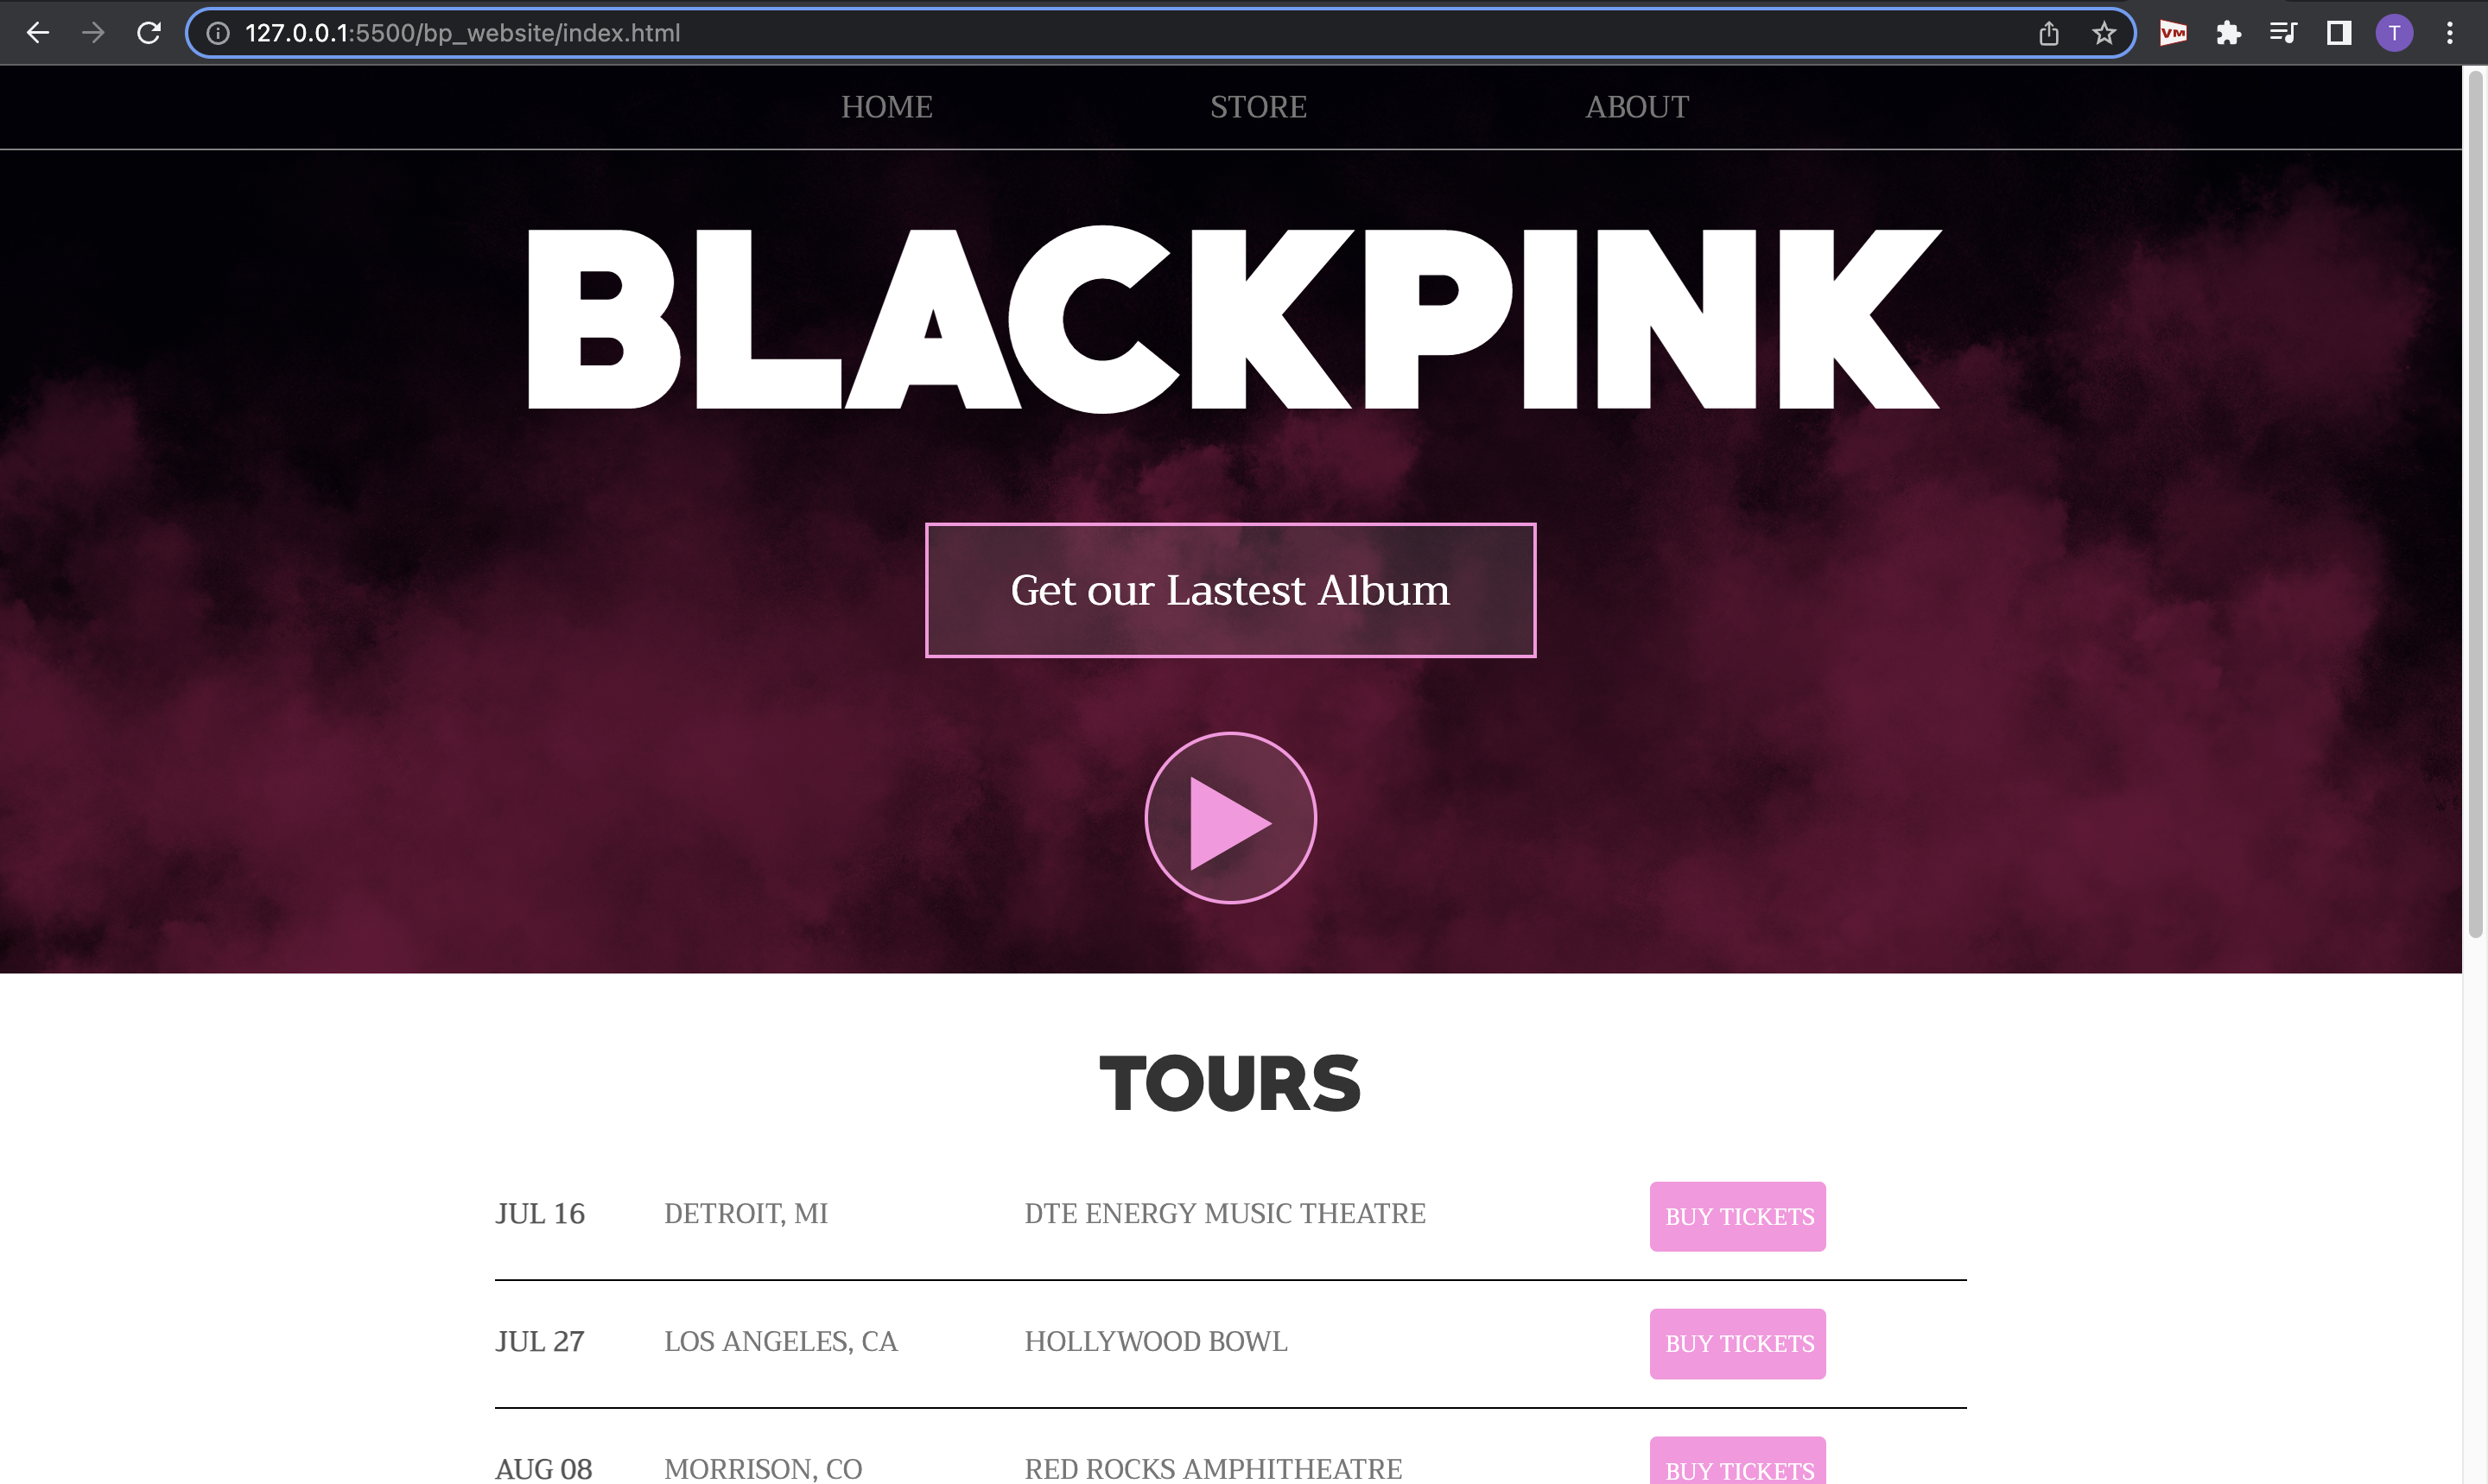 127.0.0.1:5500/bp_website/index.html
VM
T
HOME STORE ABOUT
BLACKPINK
Get our Lastest Album
TOURS
JUL 16 DETROIT, MI DTE ENERGY MUSIC THEATRE BUY TICKETS
JUL 27 LOS ANGELES, CA HOLLYWOOD BOWL BUY TICKETS
AUG 08 MORRISON, CO RED ROCKS AMPHITHEATRE BUY TICKETS